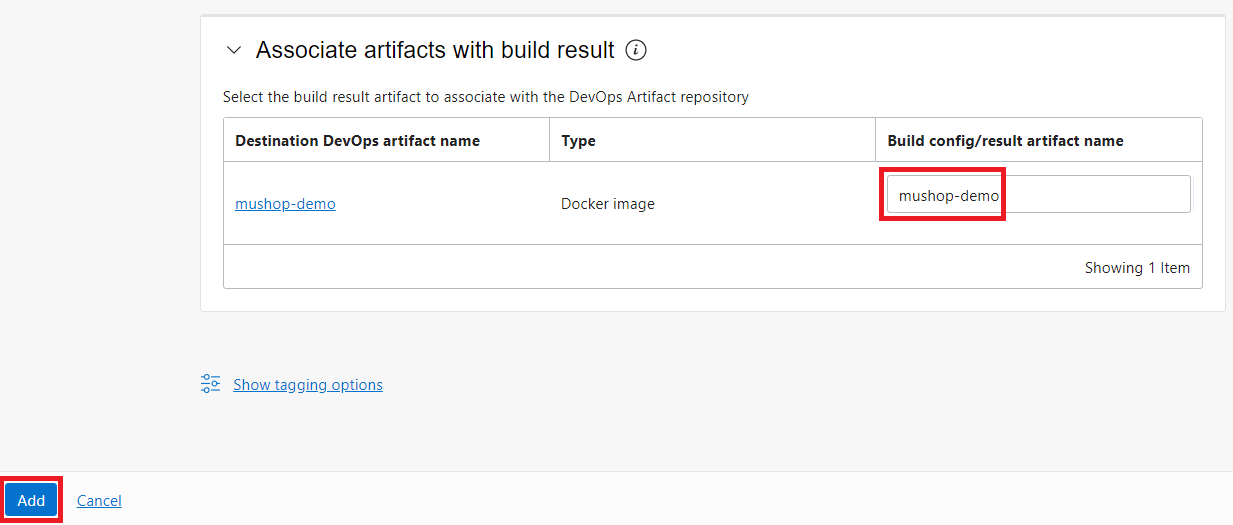 Associate artifacts with build result
Select the build result artifact to associate with the DevOps Artifact repository
Destination DevOps artifact name Type Build config/result artifact name
mushop-demo Docker image mushop-demo
Showing 1 Item
Show tagging options
Add Cancel